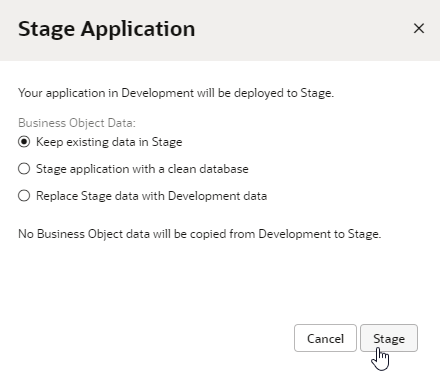 Stage Application
Your application in Development will be deployed to Stage.
Business Object Data:
Keep existing data in Stage
Stage application with a clean database
Replace Stage data with Development data
No Business Object data will be copied from Development to Stage.
Cancel Stage